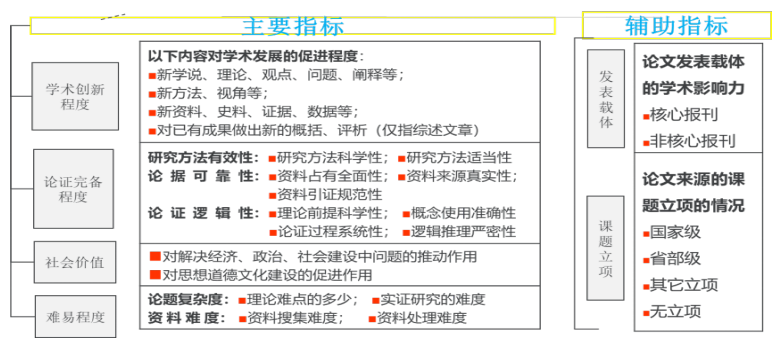 主要指标
学术创新
程度
以下内容对学术发展的促进程度：
■新学说、理论、观点、问题、阐释等；
■新方法、视角等；
■新资料、史料、证据、数据等；
■对已有成果做出新的概括、评析（仅指综述文章）
论证完备
程度
研究方法有效性：■研究方法科学性；■研究方法适当性
论据可靠性：■资料占有全面性；■资料来源真实性；
■资料引证规范性
论证逻辑性：■理论前提科学性；■概念使用准确性
■论证过程系统性；■逻辑推理严密性
社会价值
■对解决经济、政治、社会建设中问题的推动作用
■对思想道德文化建设的促进作用
难易程度
论题复杂度：■理论难点的多少；■实证研究的难度
资料难度：■资料搜集难度；■资料处理难度
辅助指标
发表载体
论文发表载体
的学术影响力
■核心报刊
■非核心报刊
课题立项
论文来源的课
题立项的情况
■国家级
■省部级
■其它立项
■无立项